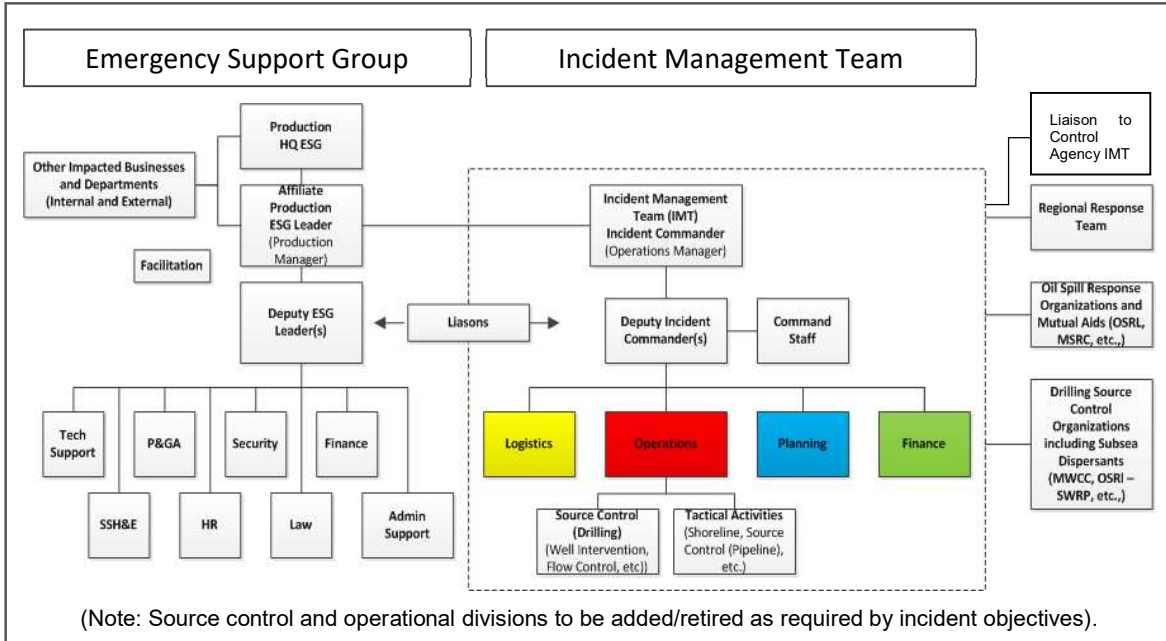 Emergency Support Group
Incident Management Team
Production
HQ ESG
Other Impacted Businesses
and Departments
(Internal and External)
Affiliate
Production
ESG Leader
(Production
Manager)
Facilitation
Deputy ESG
Leader(s)
Liasons
Tech
Support
P&GA
Security
Finance
SSH&E
HR
Law
Admin
Support
Incident Management
Team (IMT)
Incident Commander
(Operations Manager)
Deputy Incident
Commander(s)
Command
Staff
Logistics
Operations
Planning
Finance
Source Control
(Drilling)
(Well Intervention,
Flow Control, etc))
Tactical Activities
(Shoreline, Source
Control (Pipeline),
etc.)
Liaison to
Control
Agency IMT
Regional Response
Team
Oil Spill Response
Organizations and
Mutual Aids (OSRL,
MSRC, etc.,)
Drilling Source
Control
Organizations
including Subsea
Dispersants
(MWCC, OSRl –
SWRP, etc.,)
(Note: Source control and operational divisions to be added/retired as required by incident objectives).